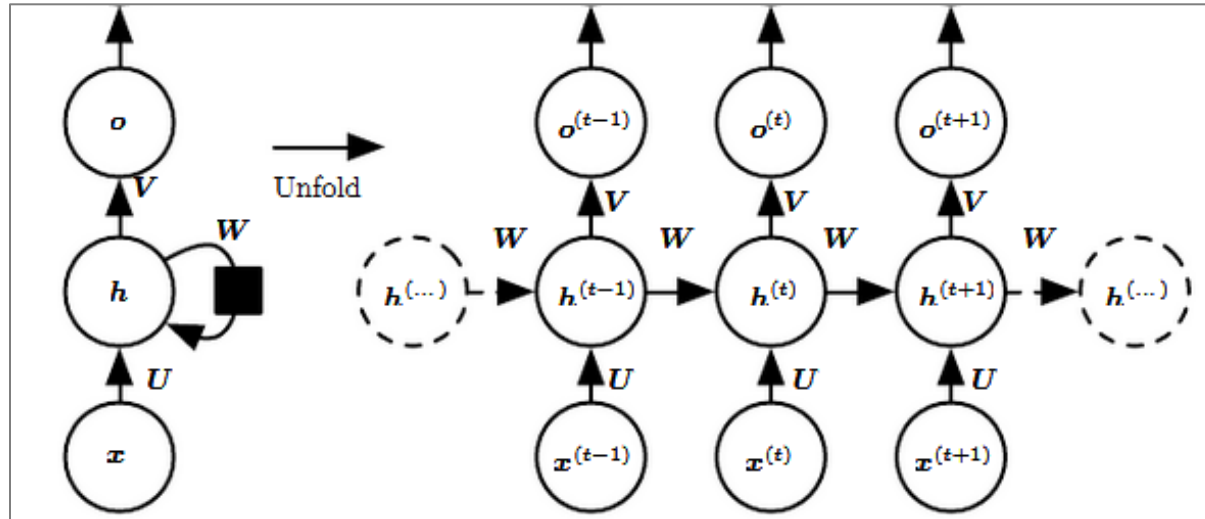 o o^(t−1) o^(t) o^(t+1)
Unfold
V V V V
W W W W W
h h^(...) h^(t−1) h^(t) h^(t+1) h^(...)
U U U U
x x^(t−1) x^(t) x^(t+1)